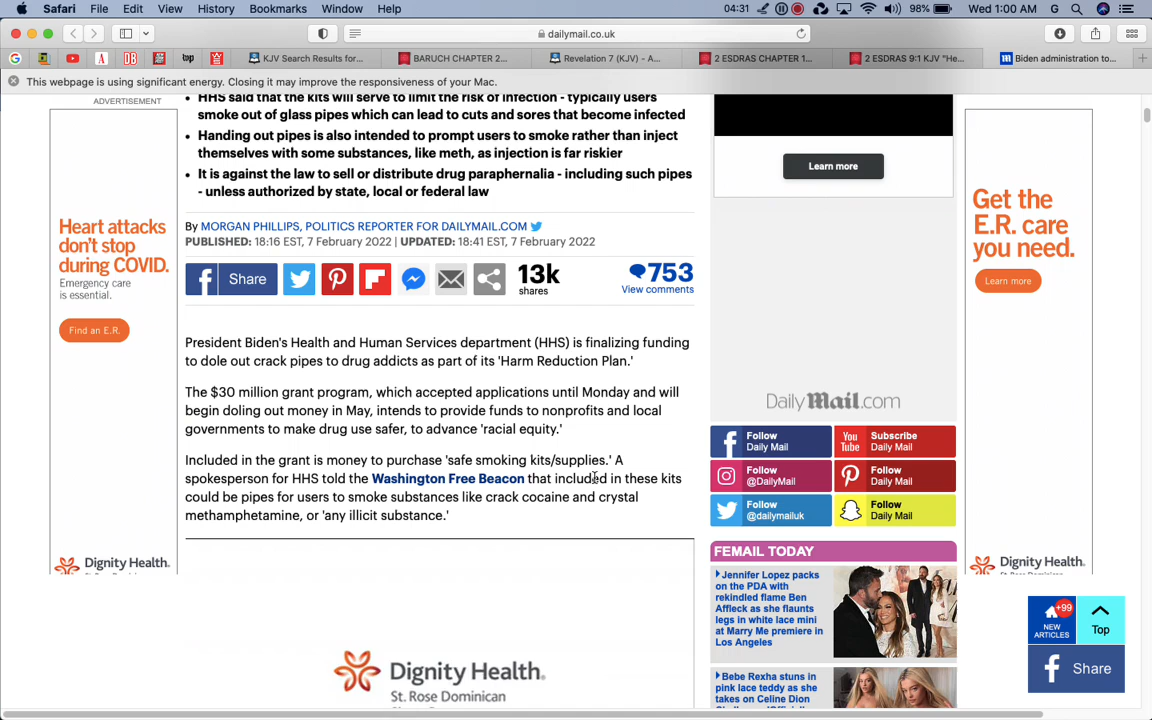 Safari File Edit View History Bookmarks Window Help 04:31 98% Wed 1:00 AM G
dailymail.co.uk
G A DB top KJV Search Results for... BARUCH CHAPTER 2... Revelation 7 (KJV) - A... 2 ESDRAS CHAPTER 1... 2 ESDRAS 9:1 KJV "He... Biden administration to...
This webpage is using significant energy. Closing it may improve the responsiveness of your Mac.
ADVERTISEMENT
Heart attacks
don't stop
during COVID.
Emergency care
is essential.
Find an E.R.
Dignity Health.
HHS said that the kits will serve to limit the risk of infection - typically users
smoke out of glass pipes which can lead to cuts and sores that become infected
Handing out pipes is also intended to prompt users to smoke rather than inject
themselves with some substances, like meth, as injection is far riskier
It is against the law to sell or distribute drug paraphernalia - including such pipes
- unless authorized by state, local or federal law
By MORGAN PHILLIPS, POLITICS REPORTER FOR DAILYMAIL.COM
PUBLISHED: 18:16 EST, 7 February 2022 | UPDATED: 18:41 EST, 7 February 2022
Share
13k
shares
753
View comments
President Biden's Health and Human Services department (HHS) is finalizing funding
to dole out crack pipes to drug addicts as part of its 'Harm Reduction Plan.'
The $30 million grant program, which accepted applications until Monday and will
begin doling out money in May, intends to provide funds to nonprofits and local
governments to make drug use safer, to advance 'racial equity.'
Included in the grant is money to purchase 'safe smoking kits/supplies.' A
spokesperson for HHS told the Washington Free Beacon that included in these kits
could be pipes for users to smoke substances like crack cocaine and crystal
methamphetamine, or 'any illicit substance.'
Dignity Health.
St. Rose Dominican
Learn more
Daily Mail.com
Follow
Daily Mail
You
Tube
Subscribe
Daily Mail
Follow
@DailyMail
Follow
Daily Mail
Follow
@dailymailuk
Follow
Daily Mail
FEMAIL TODAY
Jennifer Lopez packs
on the PDA with
rekindled flame Ben
Affleck as she flaunts
legs in white lace mini
at Marry Me premiere in
Los Angeles
Bebe Rexha stuns in
pink lace teddy as she
takes on Celine Dion
Get the
E.R. care
you need.
Learn more
Dignity Health.
+99
NEW
ARTICLES
Top
Share